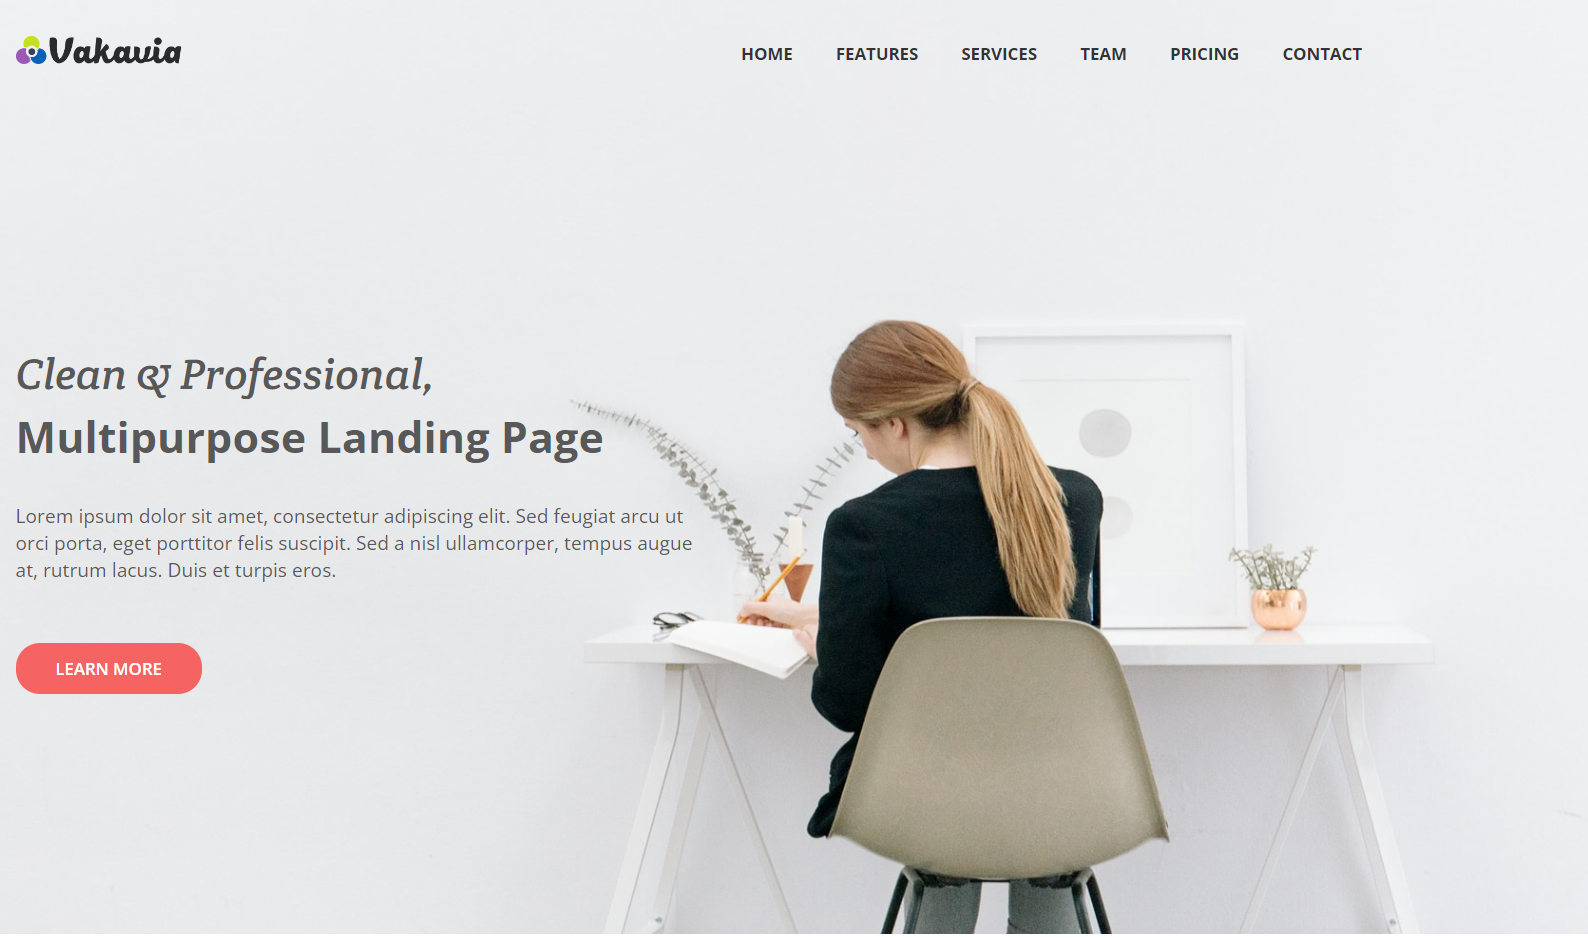 Vakavia
HOME FEATURES SERVICES TEAM PRICING CONTACT
Clean & Professional,
Multipurpose Landing Page
Lorem ipsum dolor sit amet, consectetur adipiscing elit. Sed feugiat arcu ut
orci porta, eget porttitor felis suscipit. Sed a nisl ullamcorper, tempus augue
at, rutrum lacus. Duis et turpis eros.
LEARN MORE